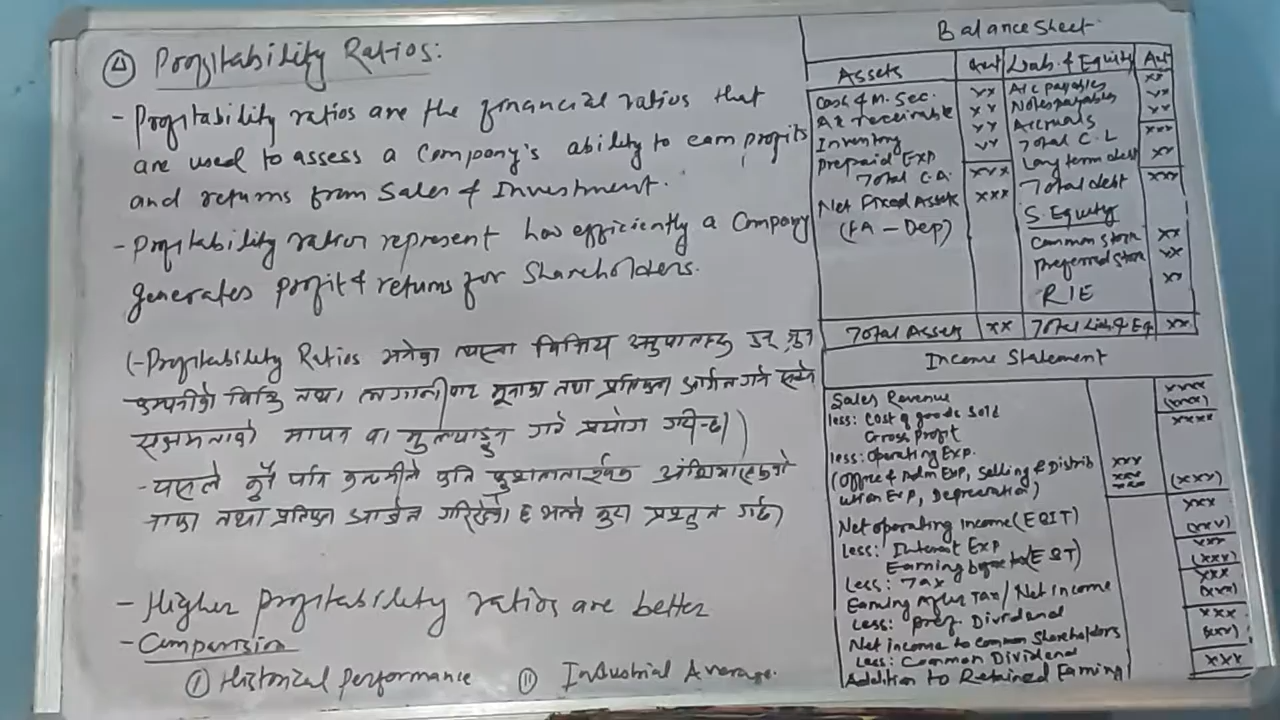 ④ Profitability Ratios:
- Profitability ratios are the financial ratios that
are used to assess a Company's ability to earn profits
and returns from Sales & Investment.
- Profitability ratios represent how efficiently a Company
generates profit & returns for Shareholders.
(- Profitability Ratios भनेका त्यस्ता वित्तिय अनुपातहरु हुन् जुन
कम्पनीको बिक्रि तथा लगानीबाट मूनाफा तथा प्रतिफल आर्जन गर्न सक्ने
सक्षमताको मापन वा मुल्याङ्कन गर्न प्रयोग गरीन्छ।)
- यसले कुनै पनि कम्पनीले कति कुशलतापूर्वक
नाफा तथा प्रतिफल आर्जन गरिरहेको छ भन्ने कुरा प्रस्तुत गर्छ)
- Higher profitability ratios are better
- Comparision
① Historical performance ⑪ Industrial Average.
Balance Sheet
Assets Amt Liab. & Equity Amt
Cash & M. Sec. xx A/c payables xx
A/c receivable xx Notes payables xx
Inventory xx Accruals xx
Prepaid Exp xx Total C.L xxx
Total C.A. xxx Long term debt xx
Net Fixed Assets xxx Total debt xxx
(FA - Dep) S. Equity
Common stock xx
Preferred stock xx
R/E xx
Total Assets xx Total Liab. & Eq. xx
Income Statement
Sales Revenue xxxx
less: Cost of goods sold (xxx)
Gross Profit xxxx
less: Operating Exp.
(Office & Adm Exp, Selling & Distrib xxx
ution Exp, Depreciation) xxx (xxx)
Net operating Income (EBIT) xxx
Less: Interest Exp (xxx)
Earning before tax (EBT) xxx
Less: Tax (xxx)
Earning After Tax / Net Income xxx
Less: Pref. Dividend (xxx)
Net income to common Shareholders xxx
Less: Common Dividend (xxx)
Addition to Retained Earning xxx